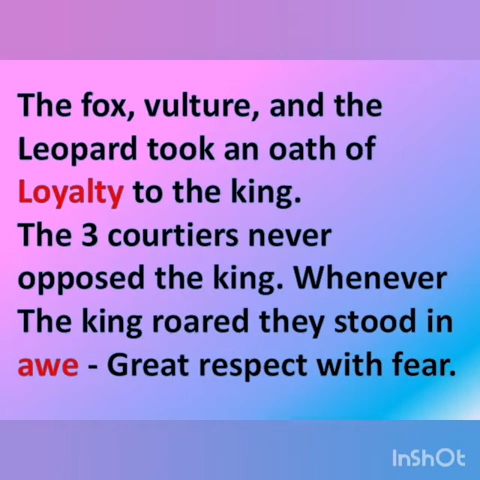 The fox, vulture, and the
Leopard took an oath of
Loyalty to the king.
The 3 courtiers never
opposed the king. Whenever
The king roared they stood in
awe - Great respect with fear.
InShOt